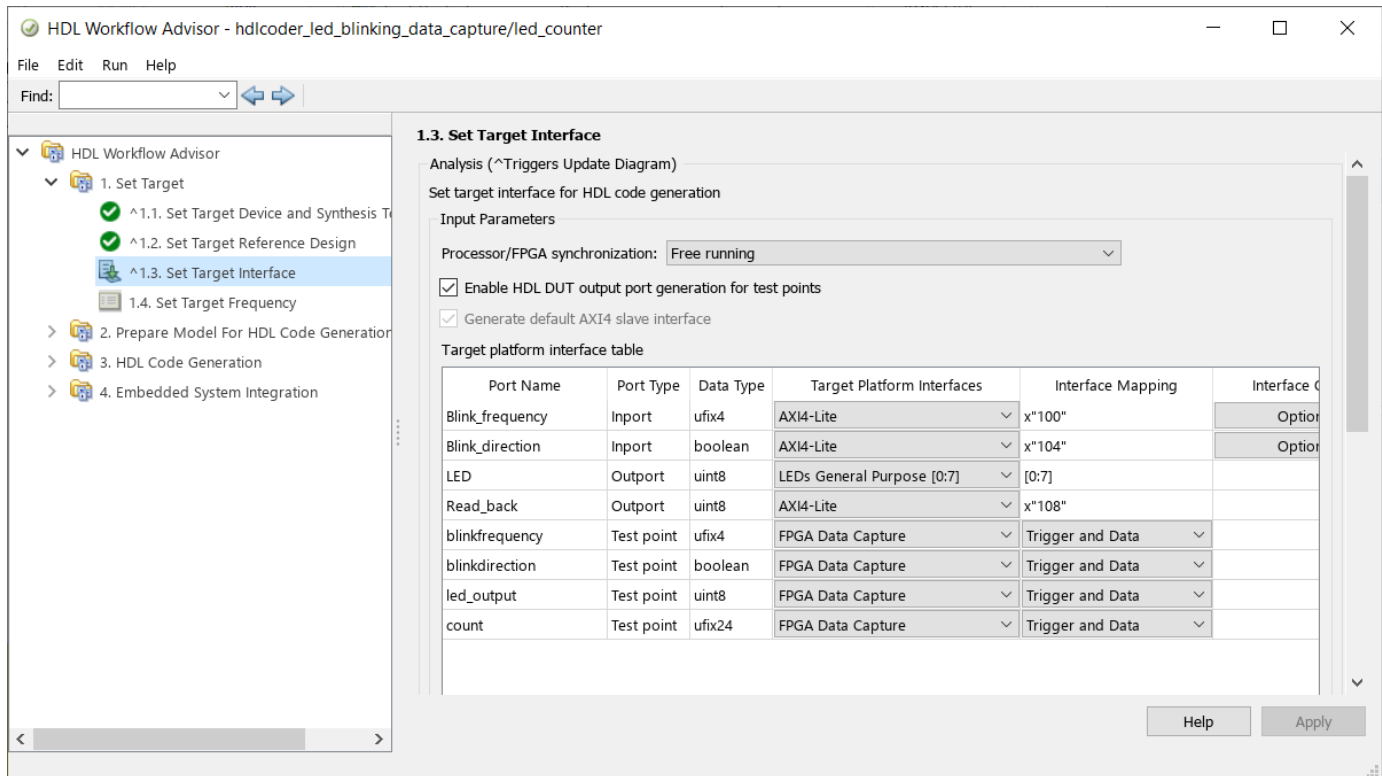 HDL Workflow Advisor - hdlcoder_led_blinking_data_capture/led_counter
File Edit Run Help
Find:
HDL Workflow Advisor
1. Set Target
^1.1. Set Target Device and Synthesis T
^1.2. Set Target Reference Design
^1.3. Set Target Interface
1.4. Set Target Frequency
2. Prepare Model For HDL Code Generation
3. HDL Code Generation
4. Embedded System Integration
1.3. Set Target Interface
Analysis (^Triggers Update Diagram)
Set target interface for HDL code generation
Input Parameters
Processor/FPGA synchronization: Free running
Enable HDL DUT output port generation for test points
Generate default AXI4 slave interface
Target platform interface table
Port Name Port Type Data Type Target Platform Interfaces Interface Mapping Interface
Blink_frequency Inport ufix4 AXI4-Lite x"100" Option
Blink_direction Inport boolean AXI4-Lite x"104" Option
LED Outport uint8 LEDs General Purpose [0:7] [0:7]
Read_back Outport uint8 AXI4-Lite x"108"
blinkfrequency Test point ufix4 FPGA Data Capture Trigger and Data
blinkdirection Test point boolean FPGA Data Capture Trigger and Data
led_output Test point uint8 FPGA Data Capture Trigger and Data
count Test point ufix24 FPGA Data Capture Trigger and Data
Help Apply